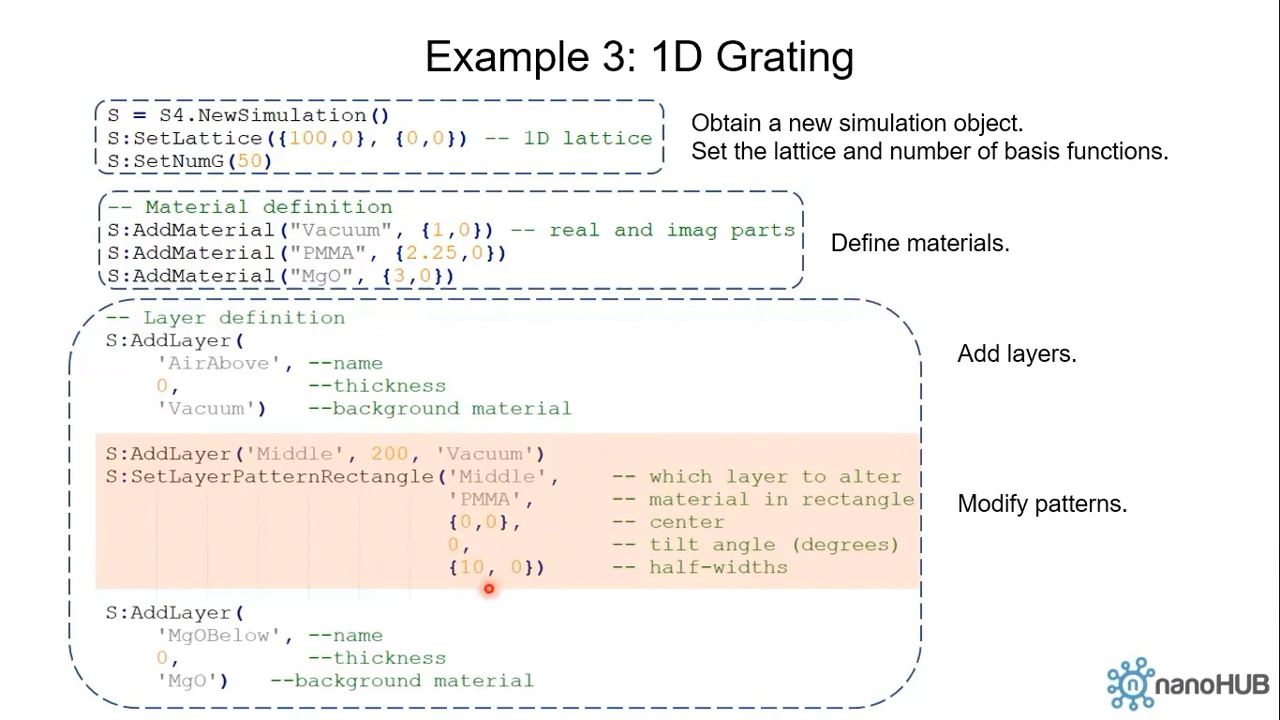 Example 3: 1D Grating
S = S4.NewSimulation()
S:SetLattice({100,0}, {0,0}) -- 1D lattice
S:SetNumG(50)
Obtain a new simulation object.
Set the lattice and number of basis functions.
-- Material definition
S:AddMaterial("Vacuum", {1,0}) -- real and imag parts
S:AddMaterial("PMMA", {2.25,0})
S:AddMaterial("MgO", {3,0})
Define materials.
-- Layer definition
S:AddLayer(
'AirAbove', --name
0, --thickness
'Vacuum') --background material
Add layers.
S:AddLayer('Middle', 200, 'Vacuum')
S:SetLayerPatternRectangle('Middle', -- which layer to alter
'PMMA', -- material in rectangle
{0,0}, -- center
0, -- tilt angle (degrees)
{10, 0}) -- half-widths
Modify patterns.
S:AddLayer(
'MgOBelow', --name
0, --thickness
'MgO') --background material
n nanoHUB